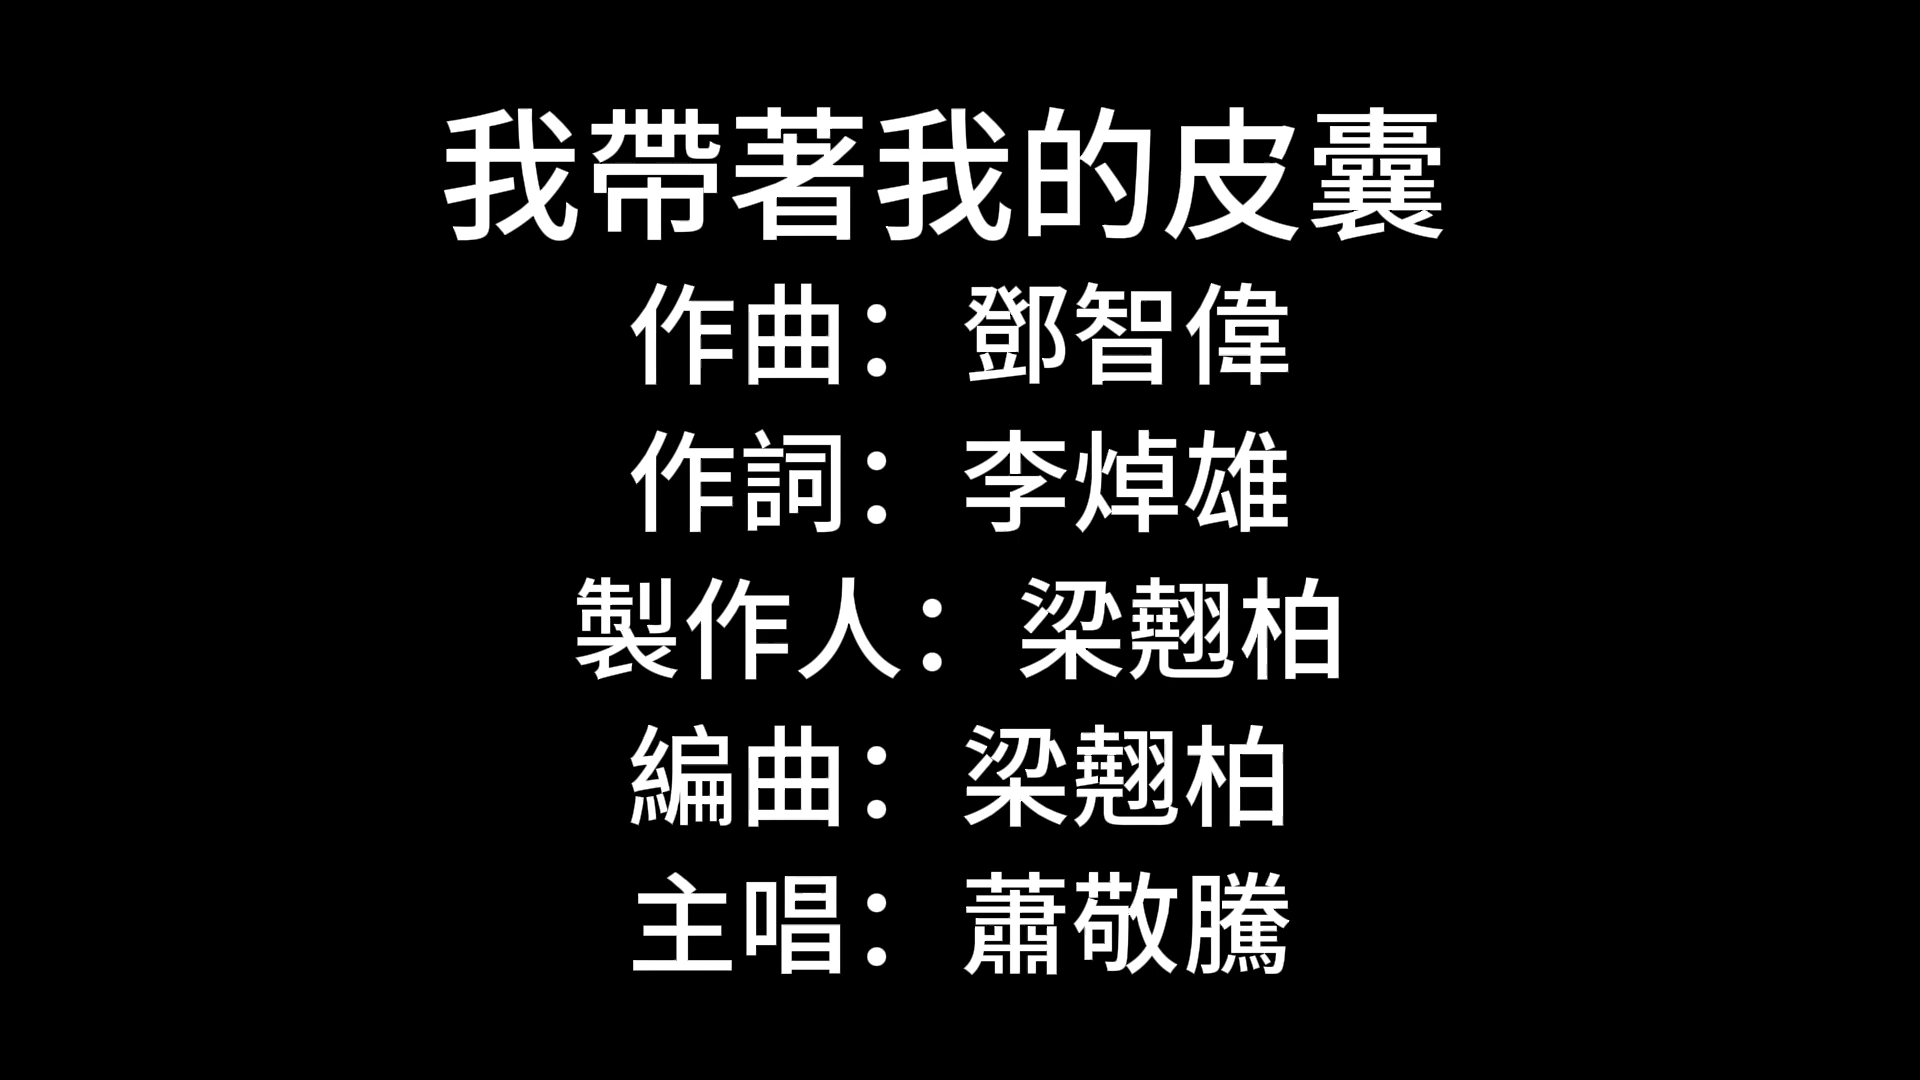 我帶著我的皮囊
作曲：鄧智偉
作詞：李焯雄
製作人：梁翹柏
編曲：梁翹柏
主唱：蕭敬騰